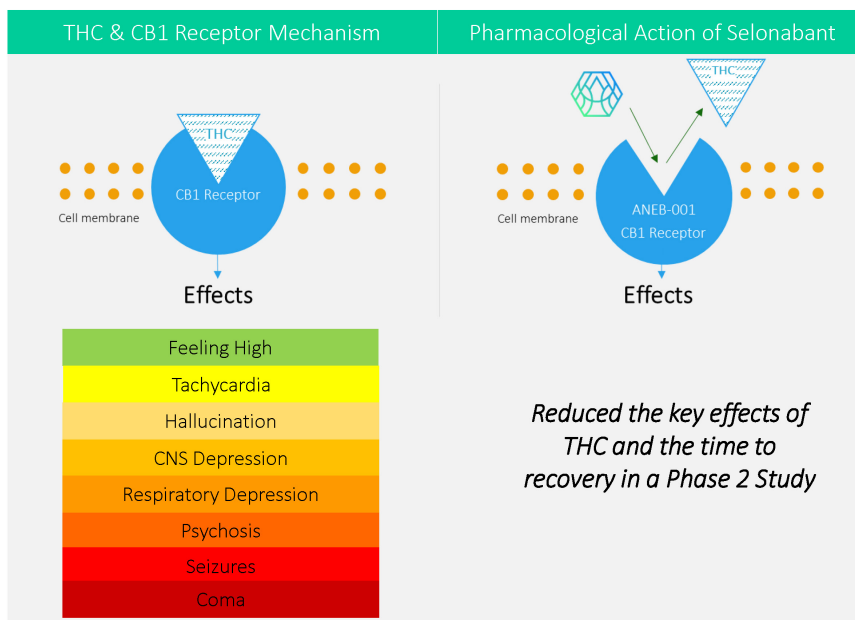 THC & CB1 Receptor Mechanism
Pharmacological Action of Selonabant
THC
CB1 Receptor
Cell membrane
Effects
Feeling High
Tachycardia
Hallucination
CNS Depression
Respiratory Depression
Psychosis
Seizures
Coma
THC
ANEB-001
CB1 Receptor
Cell membrane
Effects
Reduced the key effects of
THC and the time to
recovery in a Phase 2 Study